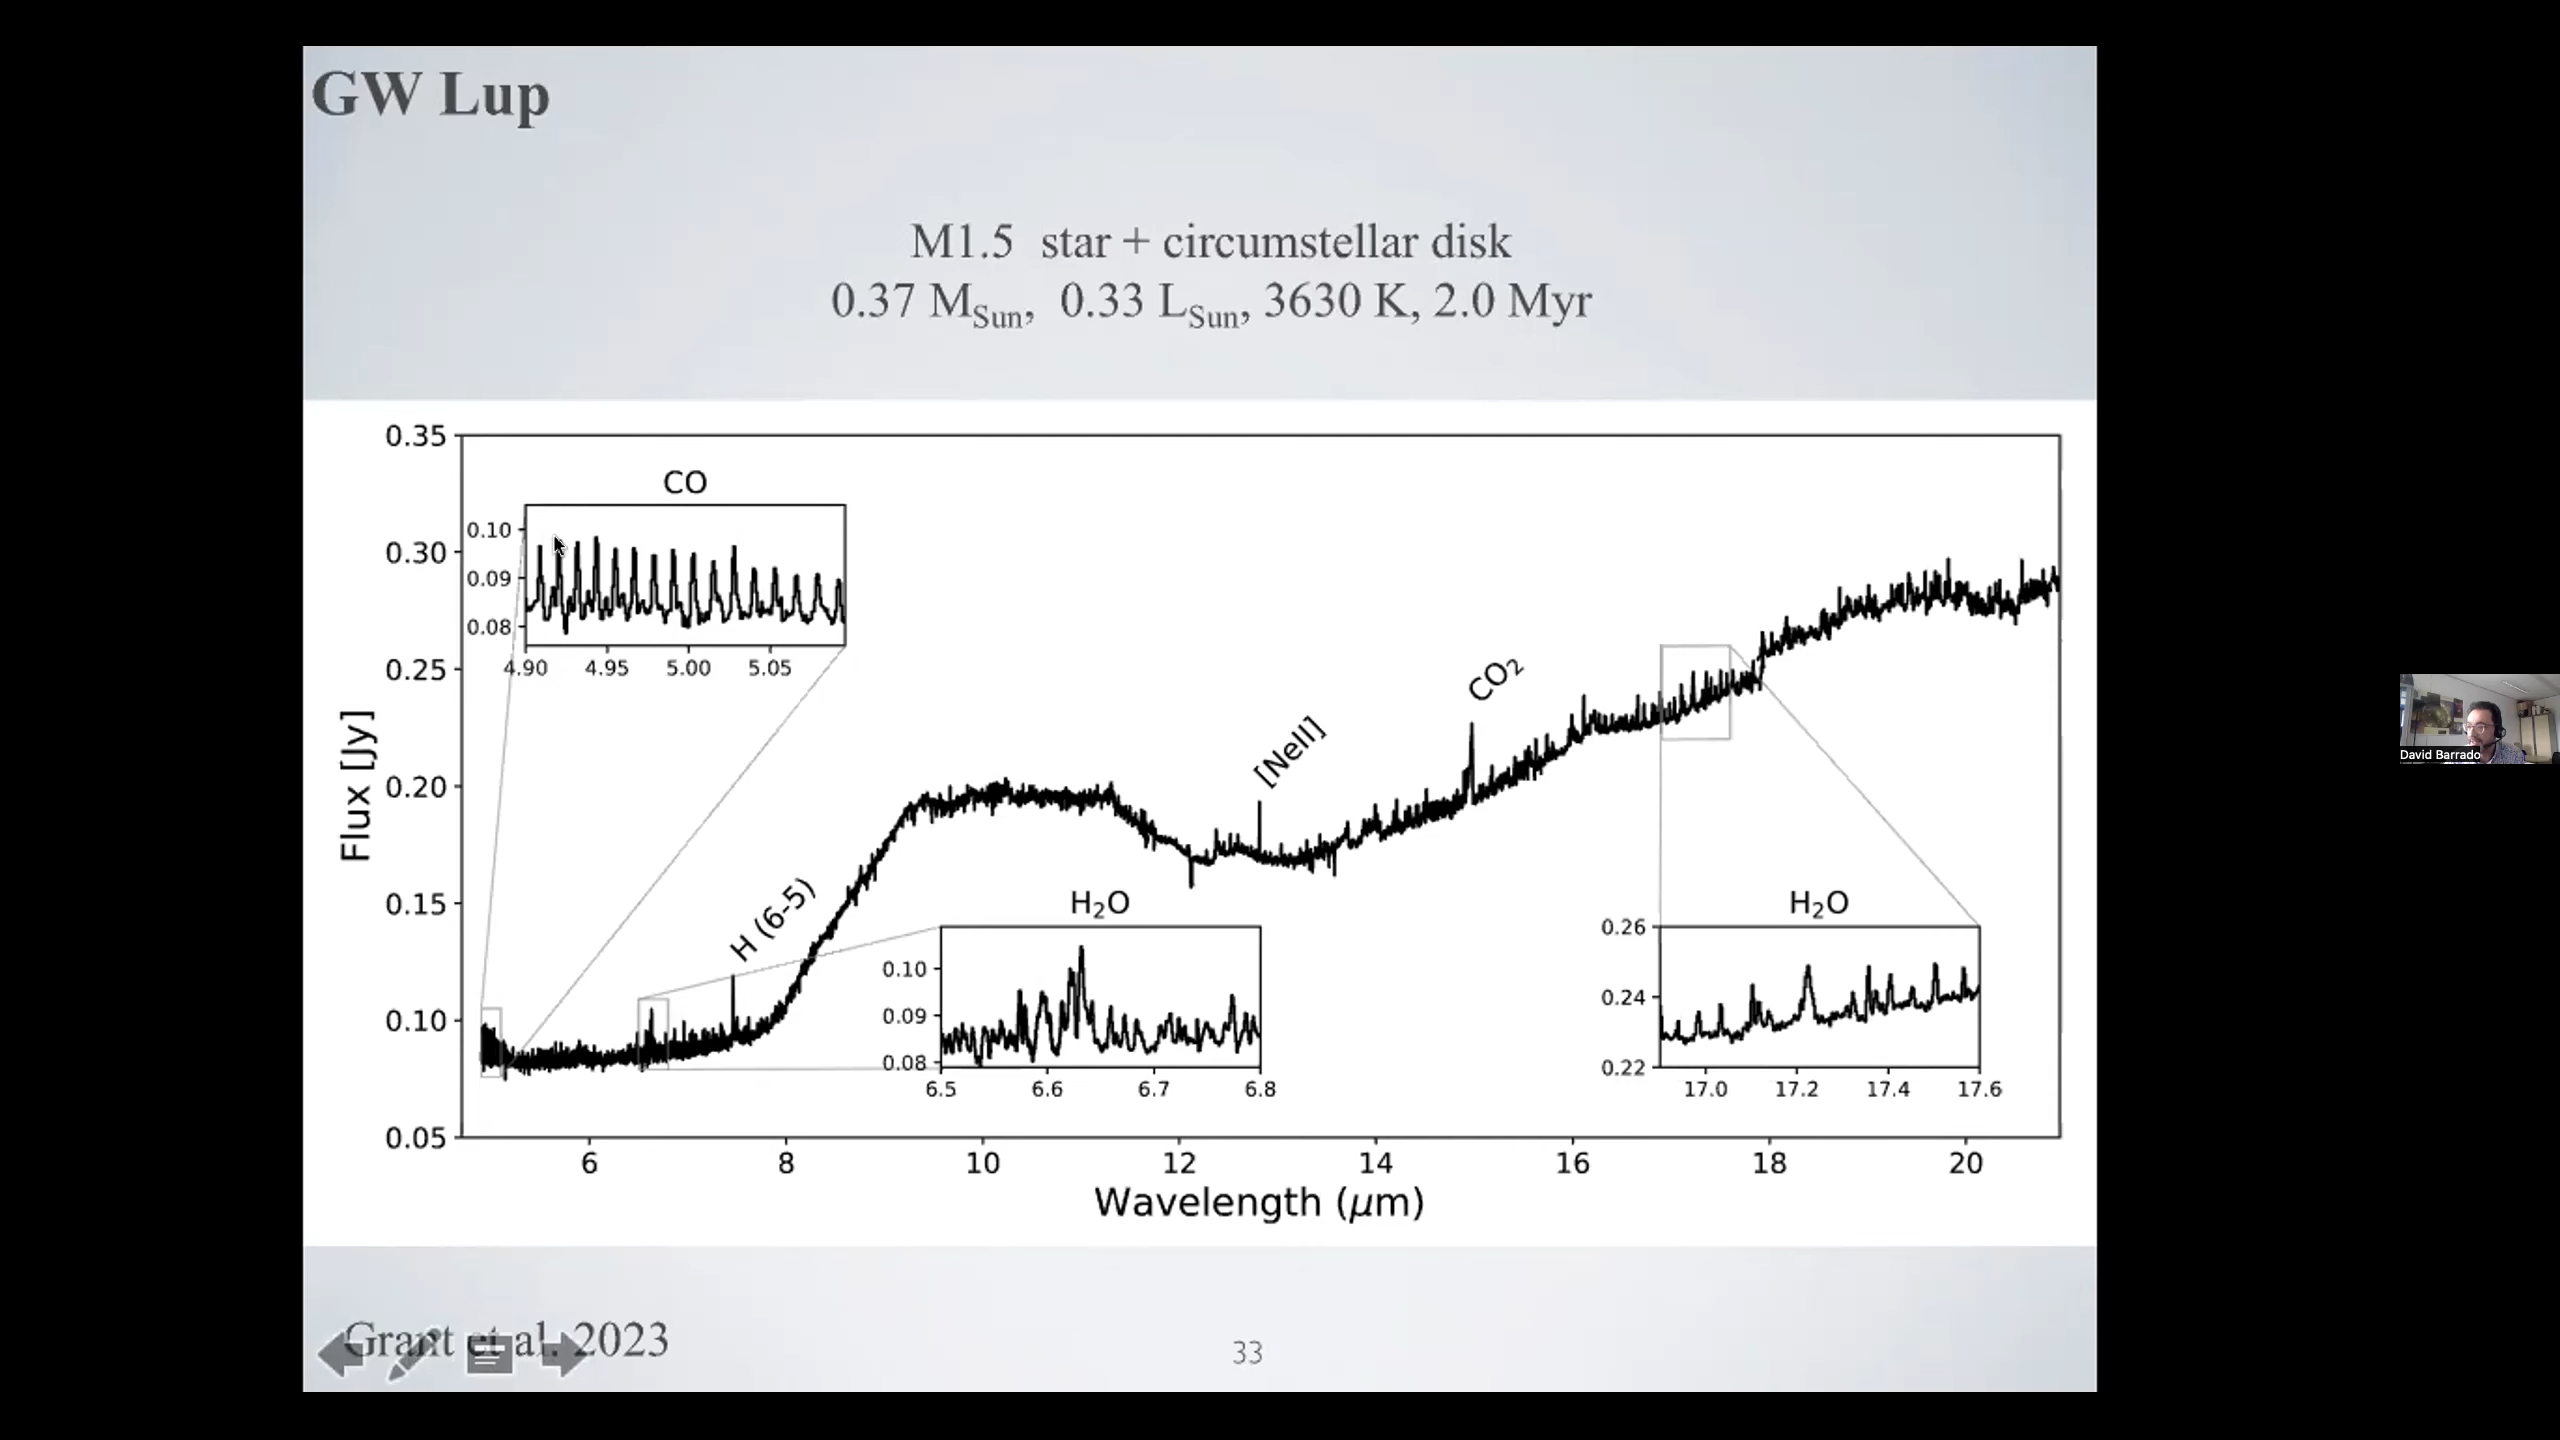 GW Lup
M1.5 star + circumstellar disk
0.37 MSun, 0.33 LSun, 3630 K, 2.0 Myr
0.35
0.30
0.25
0.20
0.15
0.10
0.05
Flux [Jy]
CO
0.10
0.09
0.08
4.90 4.95 5.00 5.05
H (6-5)
[NeII]
CO2
H2O
0.10
0.09
0.08
6.5 6.6 6.7 6.8
H2O
0.26
0.24
0.22
17.0 17.2 17.4 17.6
6 8 10 12 14 16 18 20
Wavelength (μm)
David Barrado
Grant et al. 2023
33